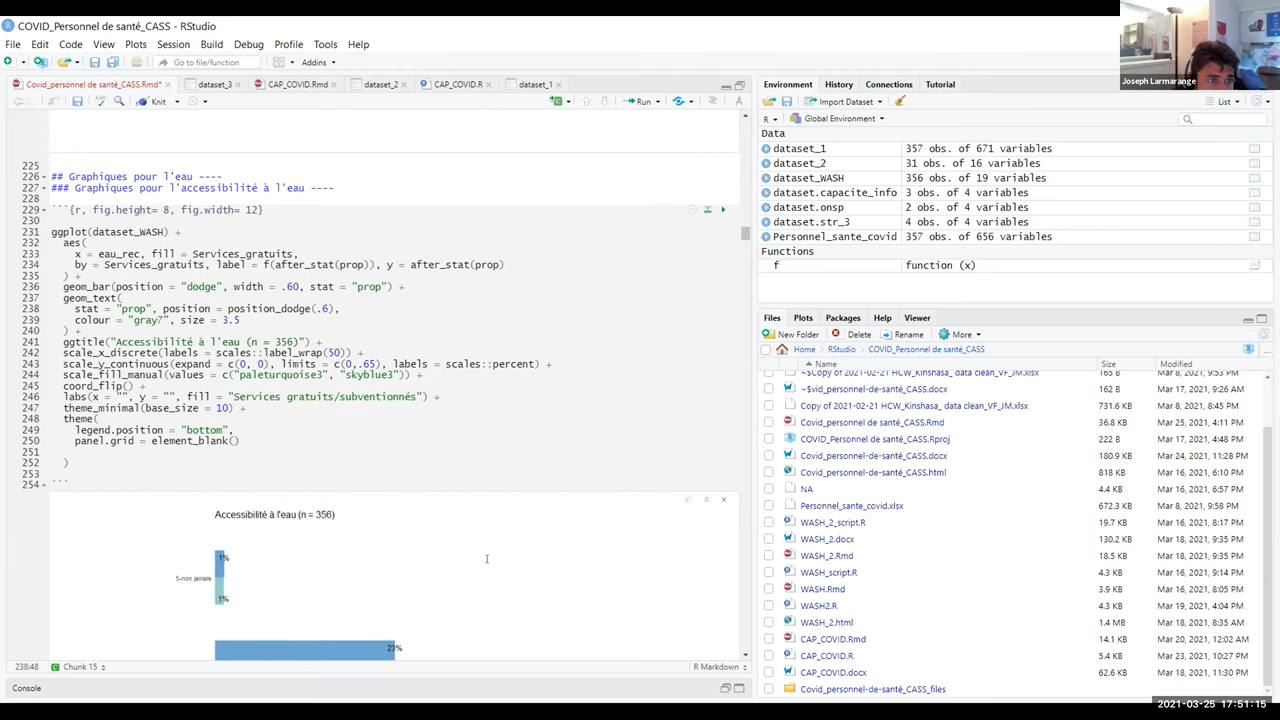 COVID_Personnel de santé_CASS - RStudio
File Edit Code View Plots Session Build Debug Profile Tools Help
Go to file/function Addins
Joseph Larmarange
Covid_personnel de santé_CASS.Rmd* dataset_3 CAP_COVID.Rmd dataset_2 CAP_COVID.R dataset_1
Knit Run
225
226 ## Graphiques pour l'eau ----
227 ### Graphiques pour l'accessibilité à l'eau ----
228
229 ```{r, fig.height= 8, fig.width= 12}
230
231 ggplot(dataset_WASH) +
232 aes(
233 x = eau_rec, fill = Services_gratuits,
234 by = Services_gratuits, label = f(after_stat(prop)), y = after_stat(prop)
235 ) +
236 geom_bar(position = "dodge", width = .60, stat = "prop") +
237 geom_text(
238 stat = "prop", position = position_dodge(.6),
239 colour = "gray7", size = 3.5
240 ) +
241 ggtitle("Accessibilité à l'eau (n = 356)") +
242 scale_x_discrete(labels = scales::label_wrap(50)) +
243 scale_y_continuous(expand = c(0, 0), limits = c(0,.65), labels = scales::percent) +
244 scale_fill_manual(values = c("paleturquoise3", "skyblue3")) +
245 coord_flip() +
246 labs(x = "", y = "", fill = "Services gratuits/subventionnés") +
247 theme_minimal(base_size = 10) +
248 theme(
249 legend.position = "bottom",
250 panel.grid = element_blank()
251
252 )
253
254 ```
Accessibilité à l'eau (n = 356)
1%
5-non jamais
1%
23%
238:48 Chunk 15 R Markdown
Console
Environment History Connections Tutorial
Import Dataset List
R Global Environment
Data
dataset_1 357 obs. of 671 variables
dataset_2 31 obs. of 16 variables
dataset_WASH 356 obs. of 19 variables
dataset.capacite_info 3 obs. of 4 variables
dataset.onsp 2 obs. of 4 variables
dataset.str_3 4 obs. of 4 variables
Personnel_sante_covid 357 obs. of 656 variables
Functions
f function (x)
Files Plots Packages Help Viewer
New Folder Delete Rename More
Home RStudio COVID_Personnel de santé_CASS
Name Size Modified
~$Copy of 2021-02-21 HCW_Kinshasa_ data clean_VF_JM.xlsx 165 B Mar 8, 2021, 9:53 PM
~$vid_personnel-de-santé_CASS.docx 162 B Mar 17, 2021, 9:26 AM
Copy of 2021-02-21 HCW_Kinshasa_ data clean_VF_JM.xlsx 731.6 KB Mar 8, 2021, 8:45 PM
Covid_personnel de santé_CASS.Rmd 36.8 KB Mar 25, 2021, 4:11 PM
COVID_Personnel de santé_CASS.Rproj 222 B Mar 17, 2021, 4:48 PM
Covid_personnel-de-santé_CASS.docx 180.9 KB Mar 24, 2021, 11:28 PM
Covid_personnel-de-santé_CASS.html 818 KB Mar 16, 2021, 6:10 PM
NA 4.4 KB Mar 16, 2021, 6:57 PM
Personnel_sante_covid.xlsx 672.3 KB Mar 8, 2021, 9:58 PM
WASH_2_script.R 19.7 KB Mar 16, 2021, 8:17 PM
WASH_2.docx 130.2 KB Mar 18, 2021, 9:35 PM
WASH_2.Rmd 18.5 KB Mar 18, 2021, 9:35 PM
WASH_script.R 4.3 KB Mar 16, 2021, 9:14 PM
WASH.Rmd 3.9 KB Mar 18, 2021, 9:35 PM
WASH2.R 4.3 KB Mar 19, 2021, 4:04 PM
WASH_2.html 1.4 MB Mar 18, 2021, 8:35 AM
CAP_COVID.Rmd 14.1 KB Mar 20, 2021, 12:02 AM
CAP_COVID.R 5.4 KB Mar 23, 2021, 10:27 PM
CAP_COVID.docx 62.6 KB Mar 18, 2021, 11:30 PM
Covid_personnel-de-santé_CASS_files
2021-03-25 17:51:15